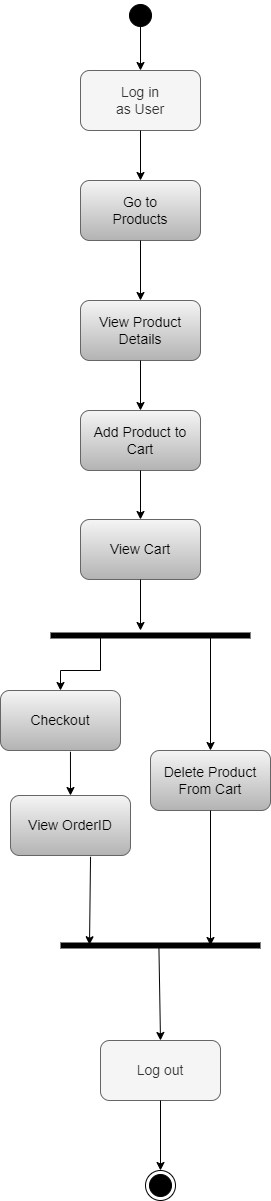 Log in
as User
Go to
Products
View Product
Details
Add Product to
Cart
View Cart
Checkout
Delete Product
From Cart
View OrderID
Log out